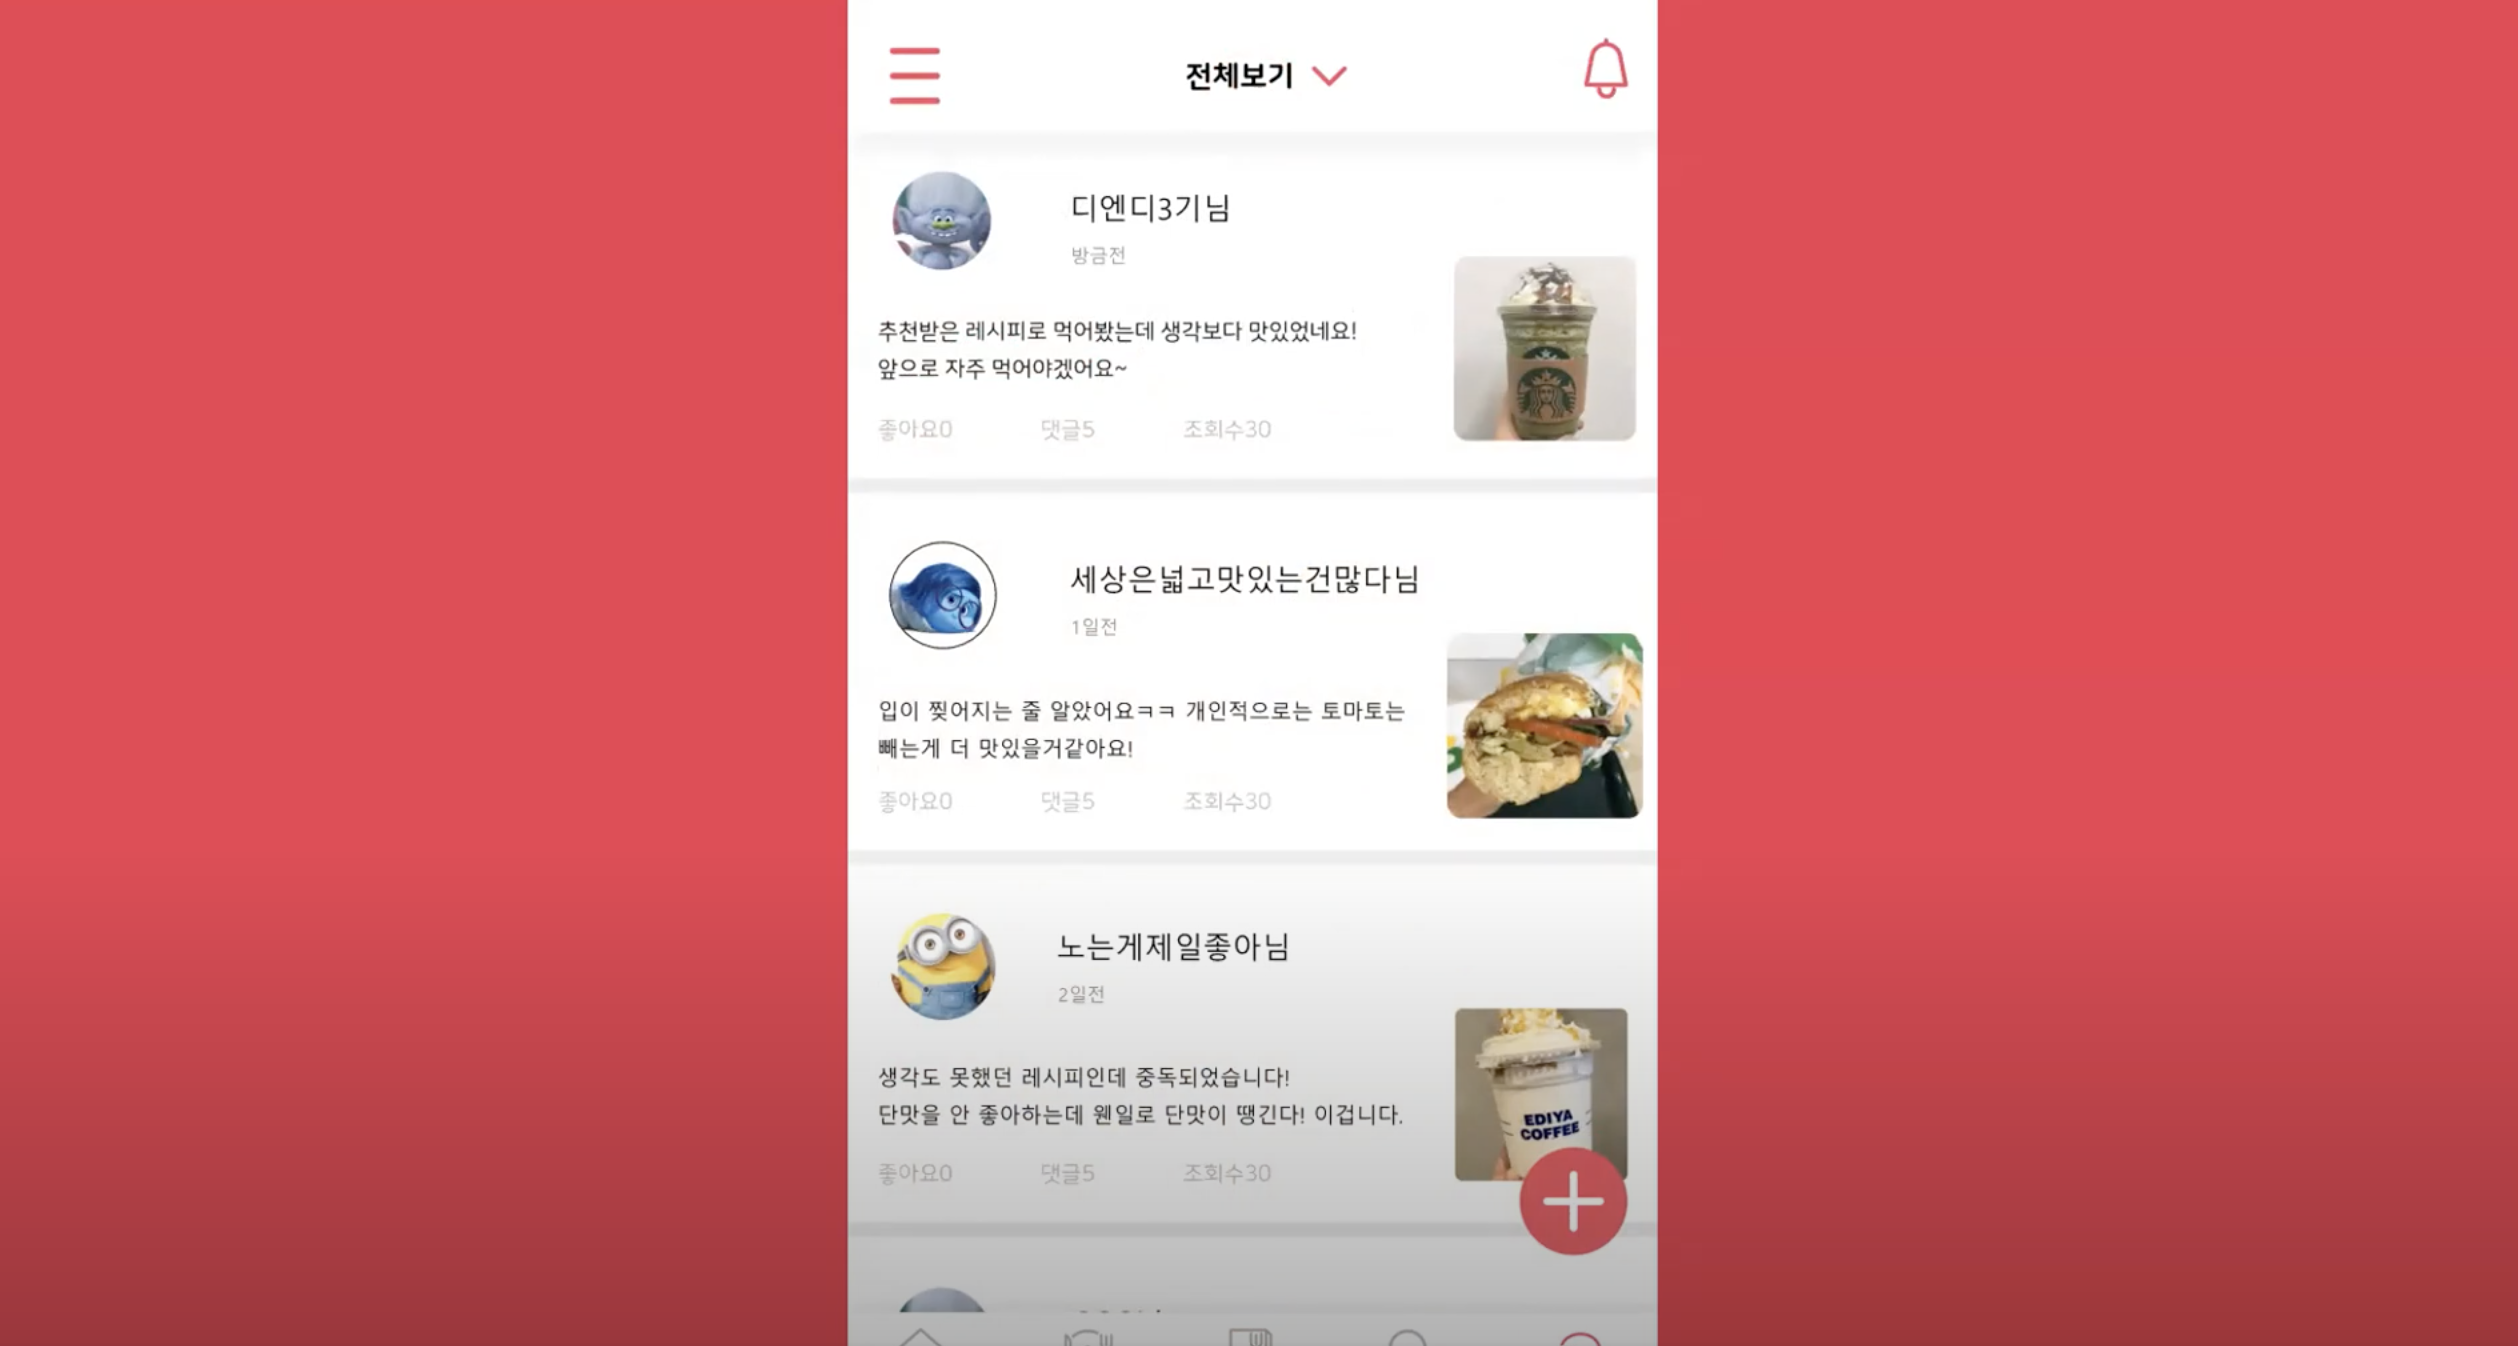 전체보기
디엔디3기님
방금전
추천받은 레시피로 먹어봤는데 생각보다 맛있었네요!
앞으로 자주 먹어야겠어요~
좋아요0 댓글5 조회수30
세상은넓고맛있는건많다님
1일전
입이 찢어지는 줄 알았어요ㅋㅋ 개인적으로는 토마토는
빼는게 더 맛있을거같아요!
좋아요0 댓글5 조회수30
노는게제일좋아님
2일전
생각도 못했던 레시피인데 중독되었습니다!
단맛을 안 좋아하는데 웬일로 단맛이 땡긴다! 이겁니다.
EDIYA
COFFEE
좋아요0 댓글5 조회수30